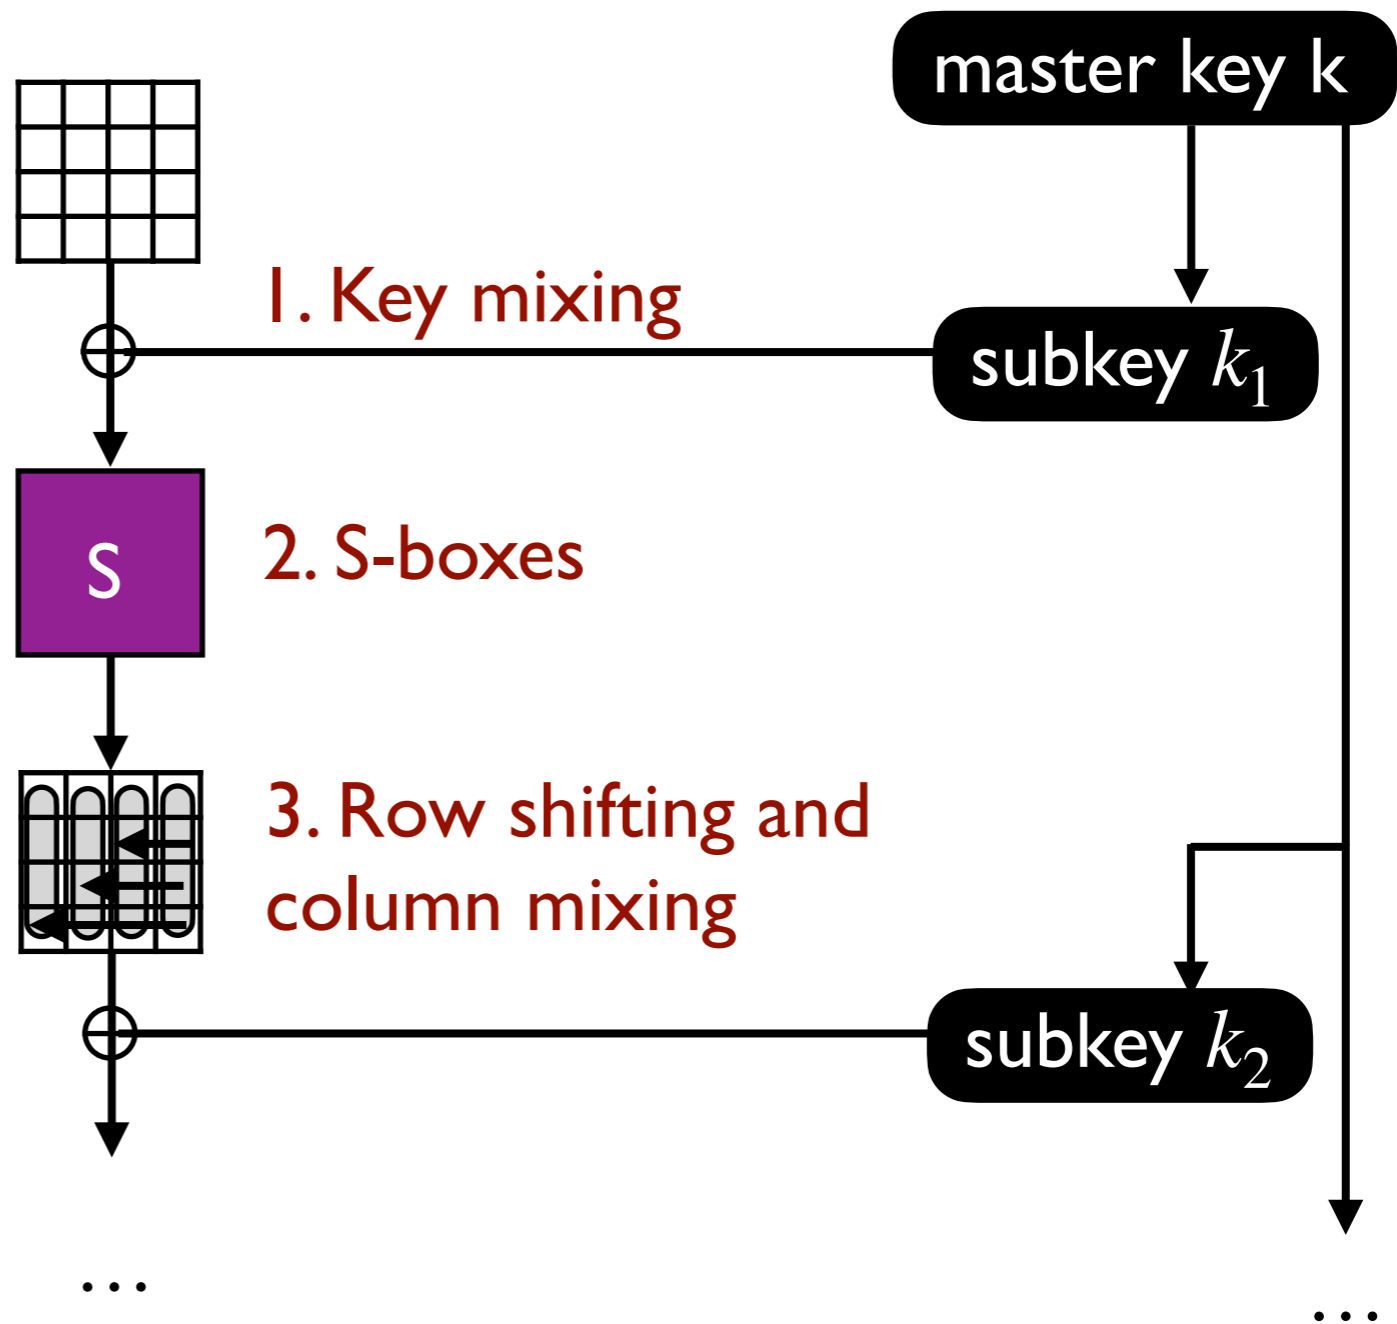 master key k
1. Key mixing
subkey k₁
S
2. S-boxes
3. Row shifting and
column mixing
subkey k₂
...
...